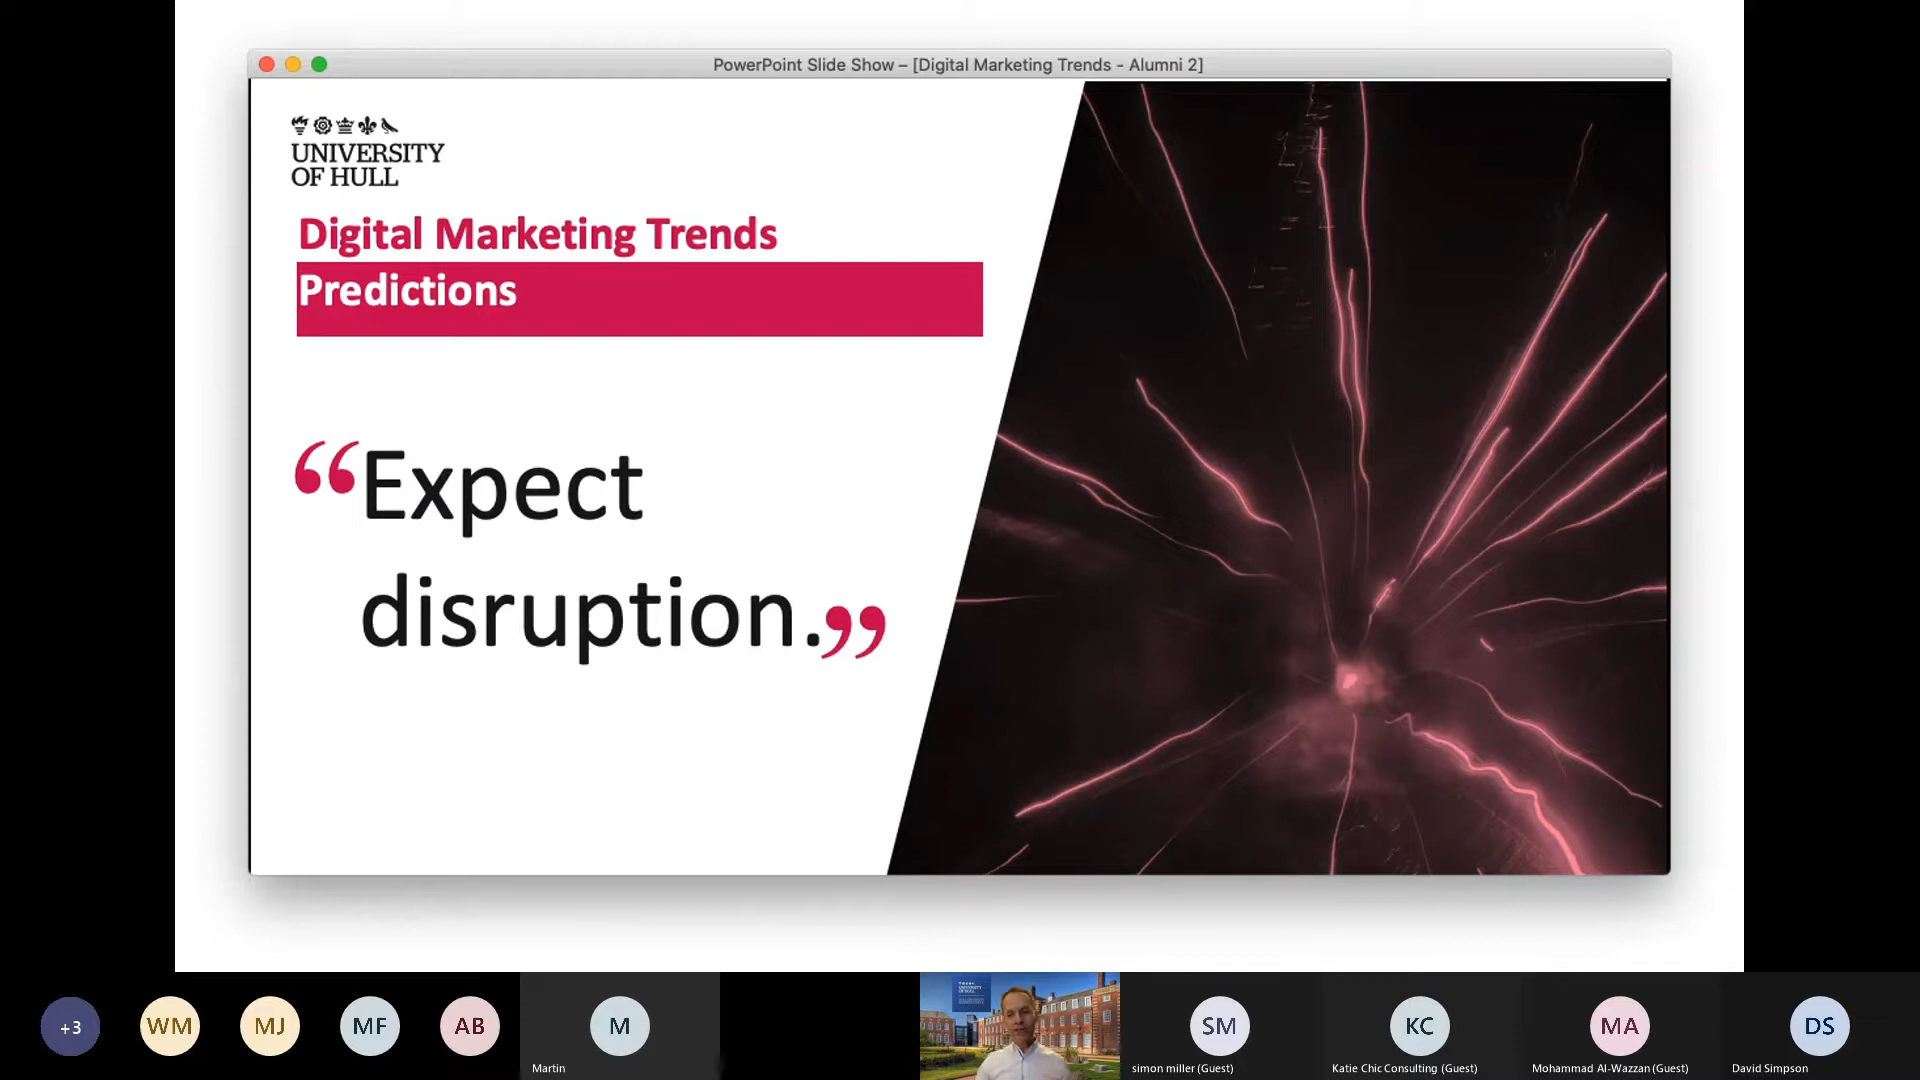 PowerPoint Slide Show – [Digital Marketing Trends - Alumni 2]
UNIVERSITY
OF HULL
Digital Marketing Trends
Predictions
“Expect
disruption.”
+3
WM
MJ
MF
AB
M
Martin
SM
simon miller (Guest)
KC
Katie Chic Consulting (Guest)
MA
Mohammad Al-Wazzan (Guest)
DS
David Simpson